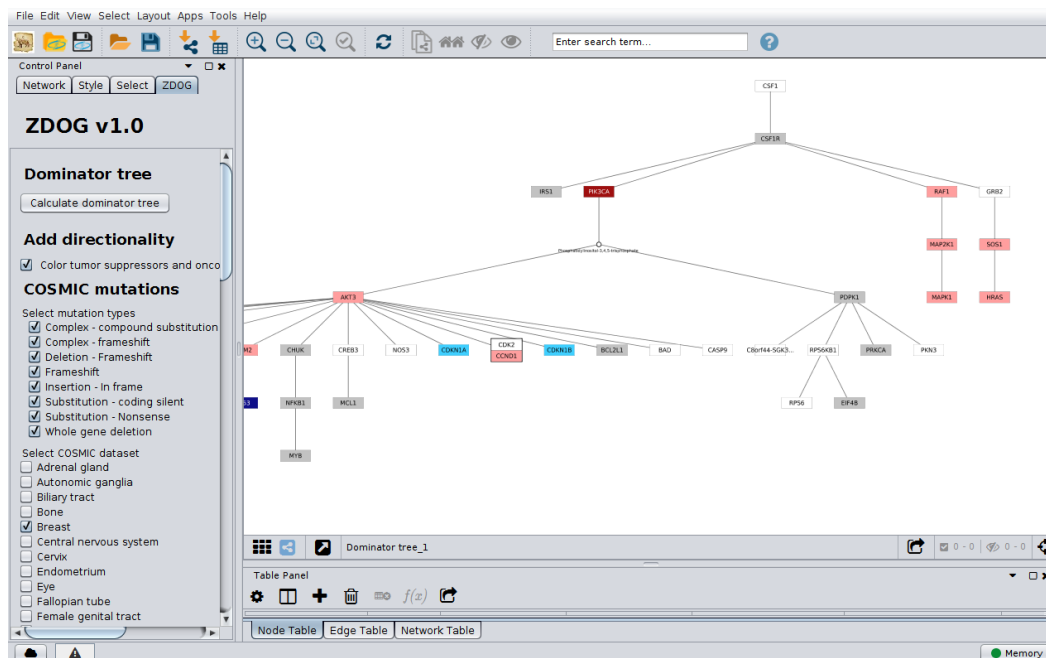 File Edit View Select Layout Apps Tools Help
Enter search term...
Control Panel
Network Style Select ZDOG
ZDOG v1.0
Dominator tree
Calculate dominator tree
Add directionality
Color tumor suppressors and onco
COSMIC mutations
Select mutation types
Complex - compound substitution
Complex - frameshift
Deletion - Frameshift
Frameshift
Insertion - In frame
Substitution - coding silent
Substitution - Nonsense
Whole gene deletion
Select COSMIC dataset
Adrenal gland
Autonomic ganglia
Biliary tract
Bone
Breast
Central nervous system
Cervix
Endometrium
Eye
Fallopian tube
Female genital tract
CSF1
CSF1R
IRS1 PIK3CA RAF1 GRB2
MAP2K1 SOS1
AKT3 PDPK1 MAPK1 HRAS
M2 CHUK CREB3 NOS3 CDKN1A CDK2 CDKN1B BCL2L1 BAD CASP9 C8orf44-SGK3... RPS6KB1 PRKCA PKN3
CCND1
53 NFKB1 MCL1 RPS6 EIF4B
MYB
Dominator tree_1
0 - 0 0 - 0
Table Panel
f(x)
Node Table Edge Table Network Table
Memory